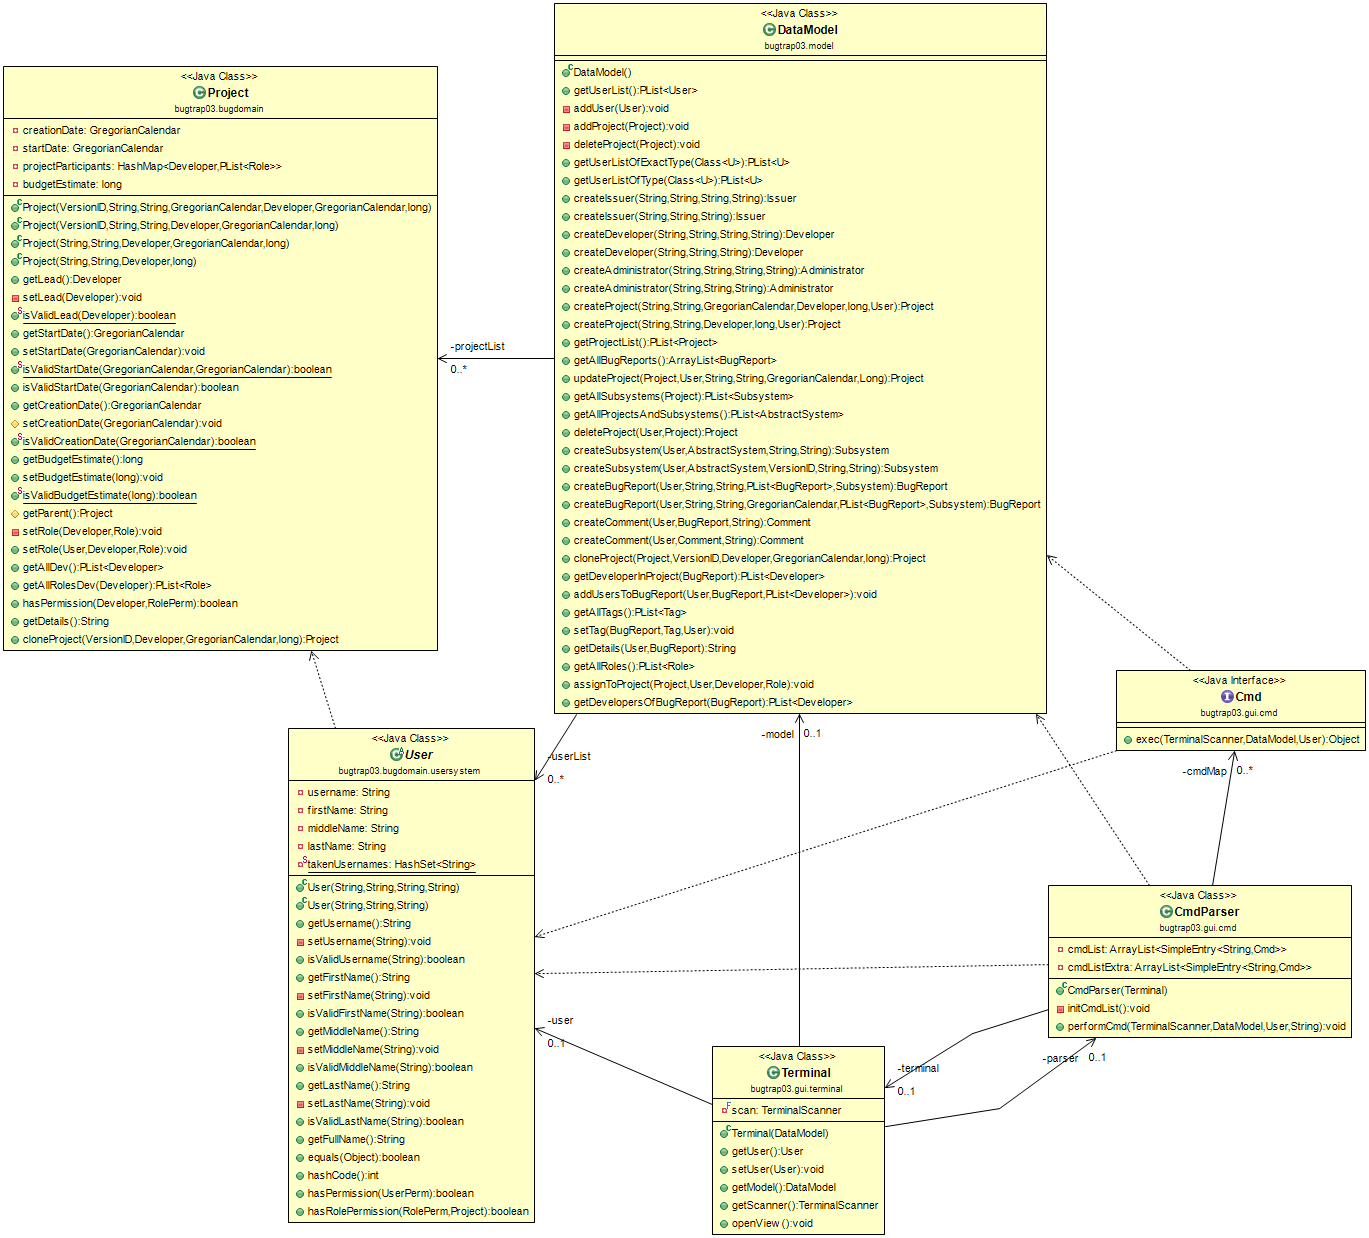 <<Java Class>>
DataModel
bugtrap03.model
DataModel()
getUserList():PList<User>
addUser(User):void
addProject(Project):void
deleteProject(Project):void
getUserListOfExactType(Class<U>):PList<U>
getUserListOfType(Class<U>):PList<U>
createIssuer(String,String,String,String):Issuer
createIssuer(String,String,String):Issuer
createDeveloper(String,String,String,String):Developer
createDeveloper(String,String,String):Developer
createAdministrator(String,String,String,String):Administrator
createAdministrator(String,String,String):Administrator
createProject(String,String,GregorianCalendar,Developer,long,User):Project
createProject(String,String,Developer,long,User):Project
getProjectList():PList<Project>
getAllBugReports():ArrayList<BugReport>
updateProject(Project,User,String,String,GregorianCalendar,Long):Project
getAllSubsystems(Project):PList<Subsystem>
getAllProjectsAndSubsystems():PList<AbstractSystem>
deleteProject(User,Project):Project
createSubsystem(User,AbstractSystem,String,String):Subsystem
createSubsystem(User,AbstractSystem,VersionID,String,String):Subsystem
createBugReport(User,String,String,PList<BugReport>,Subsystem):BugReport
createBugReport(User,String,String,GregorianCalendar,PList<BugReport>,Subsystem):BugReport
createComment(User,BugReport,String):Comment
createComment(User,Comment,String):Comment
cloneProject(Project,VersionID,Developer,GregorianCalendar,long):Project
getDeveloperInProject(BugReport):PList<Developer>
addUsersToBugReport(User,BugReport,PList<Developer>):void
getAllTags():PList<Tag>
setTag(BugReport,Tag,User):void
getDetails(User,BugReport):String
getAllRoles():PList<Role>
assignToProject(Project,User,Developer,Role):void
getDevelopersOfBugReport(BugReport):PList<Developer>
<<Java Class>>
Project
bugtrap03.bugdomain
creationDate: GregorianCalendar
startDate: GregorianCalendar
projectParticipants: HashMap<Developer,PList<Role>>
budgetEstimate: long
Project(VersionID,String,String,GregorianCalendar,Developer,GregorianCalendar,long)
Project(VersionID,String,String,Developer,GregorianCalendar,long)
Project(String,String,Developer,GregorianCalendar,long)
Project(String,String,Developer,long)
getLead():Developer
setLead(Developer):void
isValidLead(Developer):boolean
getStartDate():GregorianCalendar
setStartDate(GregorianCalendar):void
isValidStartDate(GregorianCalendar,GregorianCalendar):boolean
isValidStartDate(GregorianCalendar):boolean
getCreationDate():GregorianCalendar
setCreationDate(GregorianCalendar):void
isValidCreationDate(GregorianCalendar):boolean
getBudgetEstimate():long
setBudgetEstimate(long):void
isValidBudgetEstimate(long):boolean
getParent():Project
setRole(Developer,Role):void
setRole(User,Developer,Role):void
getAllDev():PList<Developer>
getAllRolesDev(Developer):PList<Role>
hasPermission(Developer,RolePerm):boolean
getDetails():String
cloneProject(VersionID,Developer,GregorianCalendar,long):Project
-projectList
0..*
<<Java Interface>>
Cmd
bugtrap03.gui.cmd
exec(TerminalScanner,DataModel,User):Object
-model
0..1
-userList
0..*
-cmdMap
0..*
<<Java Class>>
User
bugtrap03.bugdomain.usersystem
username: String
firstName: String
middleName: String
lastName: String
takenUsernames: HashSet<String>
User(String,String,String,String)
User(String,String,String)
getUsername():String
setUsername(String):void
isValidUsername(String):boolean
getFirstName():String
setFirstName(String):void
isValidFirstName(String):boolean
getMiddleName():String
setMiddleName(String):void
isValidMiddleName(String):boolean
getLastName():String
setLastName(String):void
isValidLastName(String):boolean
getFullName():String
equals(Object):boolean
hashCode():int
hasPermission(UserPerm):boolean
hasRolePermission(RolePerm,Project):boolean
<<Java Class>>
CmdParser
bugtrap03.gui.cmd
cmdList: ArrayList<SimpleEntry<String,Cmd>>
cmdListExtra: ArrayList<SimpleEntry<String,Cmd>>
CmdParser(Terminal)
initCmdList():void
performCmd(TerminalScanner,DataModel,User,String):void
-user
0..1
-terminal
0..1
-parser
0..1
<<Java Class>>
Terminal
bugtrap03.gui.terminal
scan: TerminalScanner
Terminal(DataModel)
getUser():User
setUser(User):void
getModel():DataModel
getScanner():TerminalScanner
openView():void